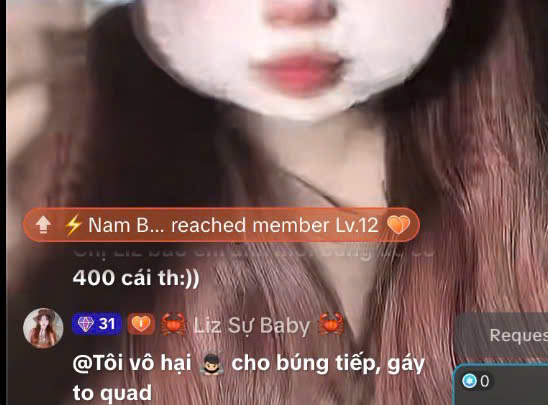 Nam B... reached member Lv.12
400 cái th:))
31 Liz Sự Baby
@Tôi vô hại cho búng tiếp, gáy
to quad
Reques
0